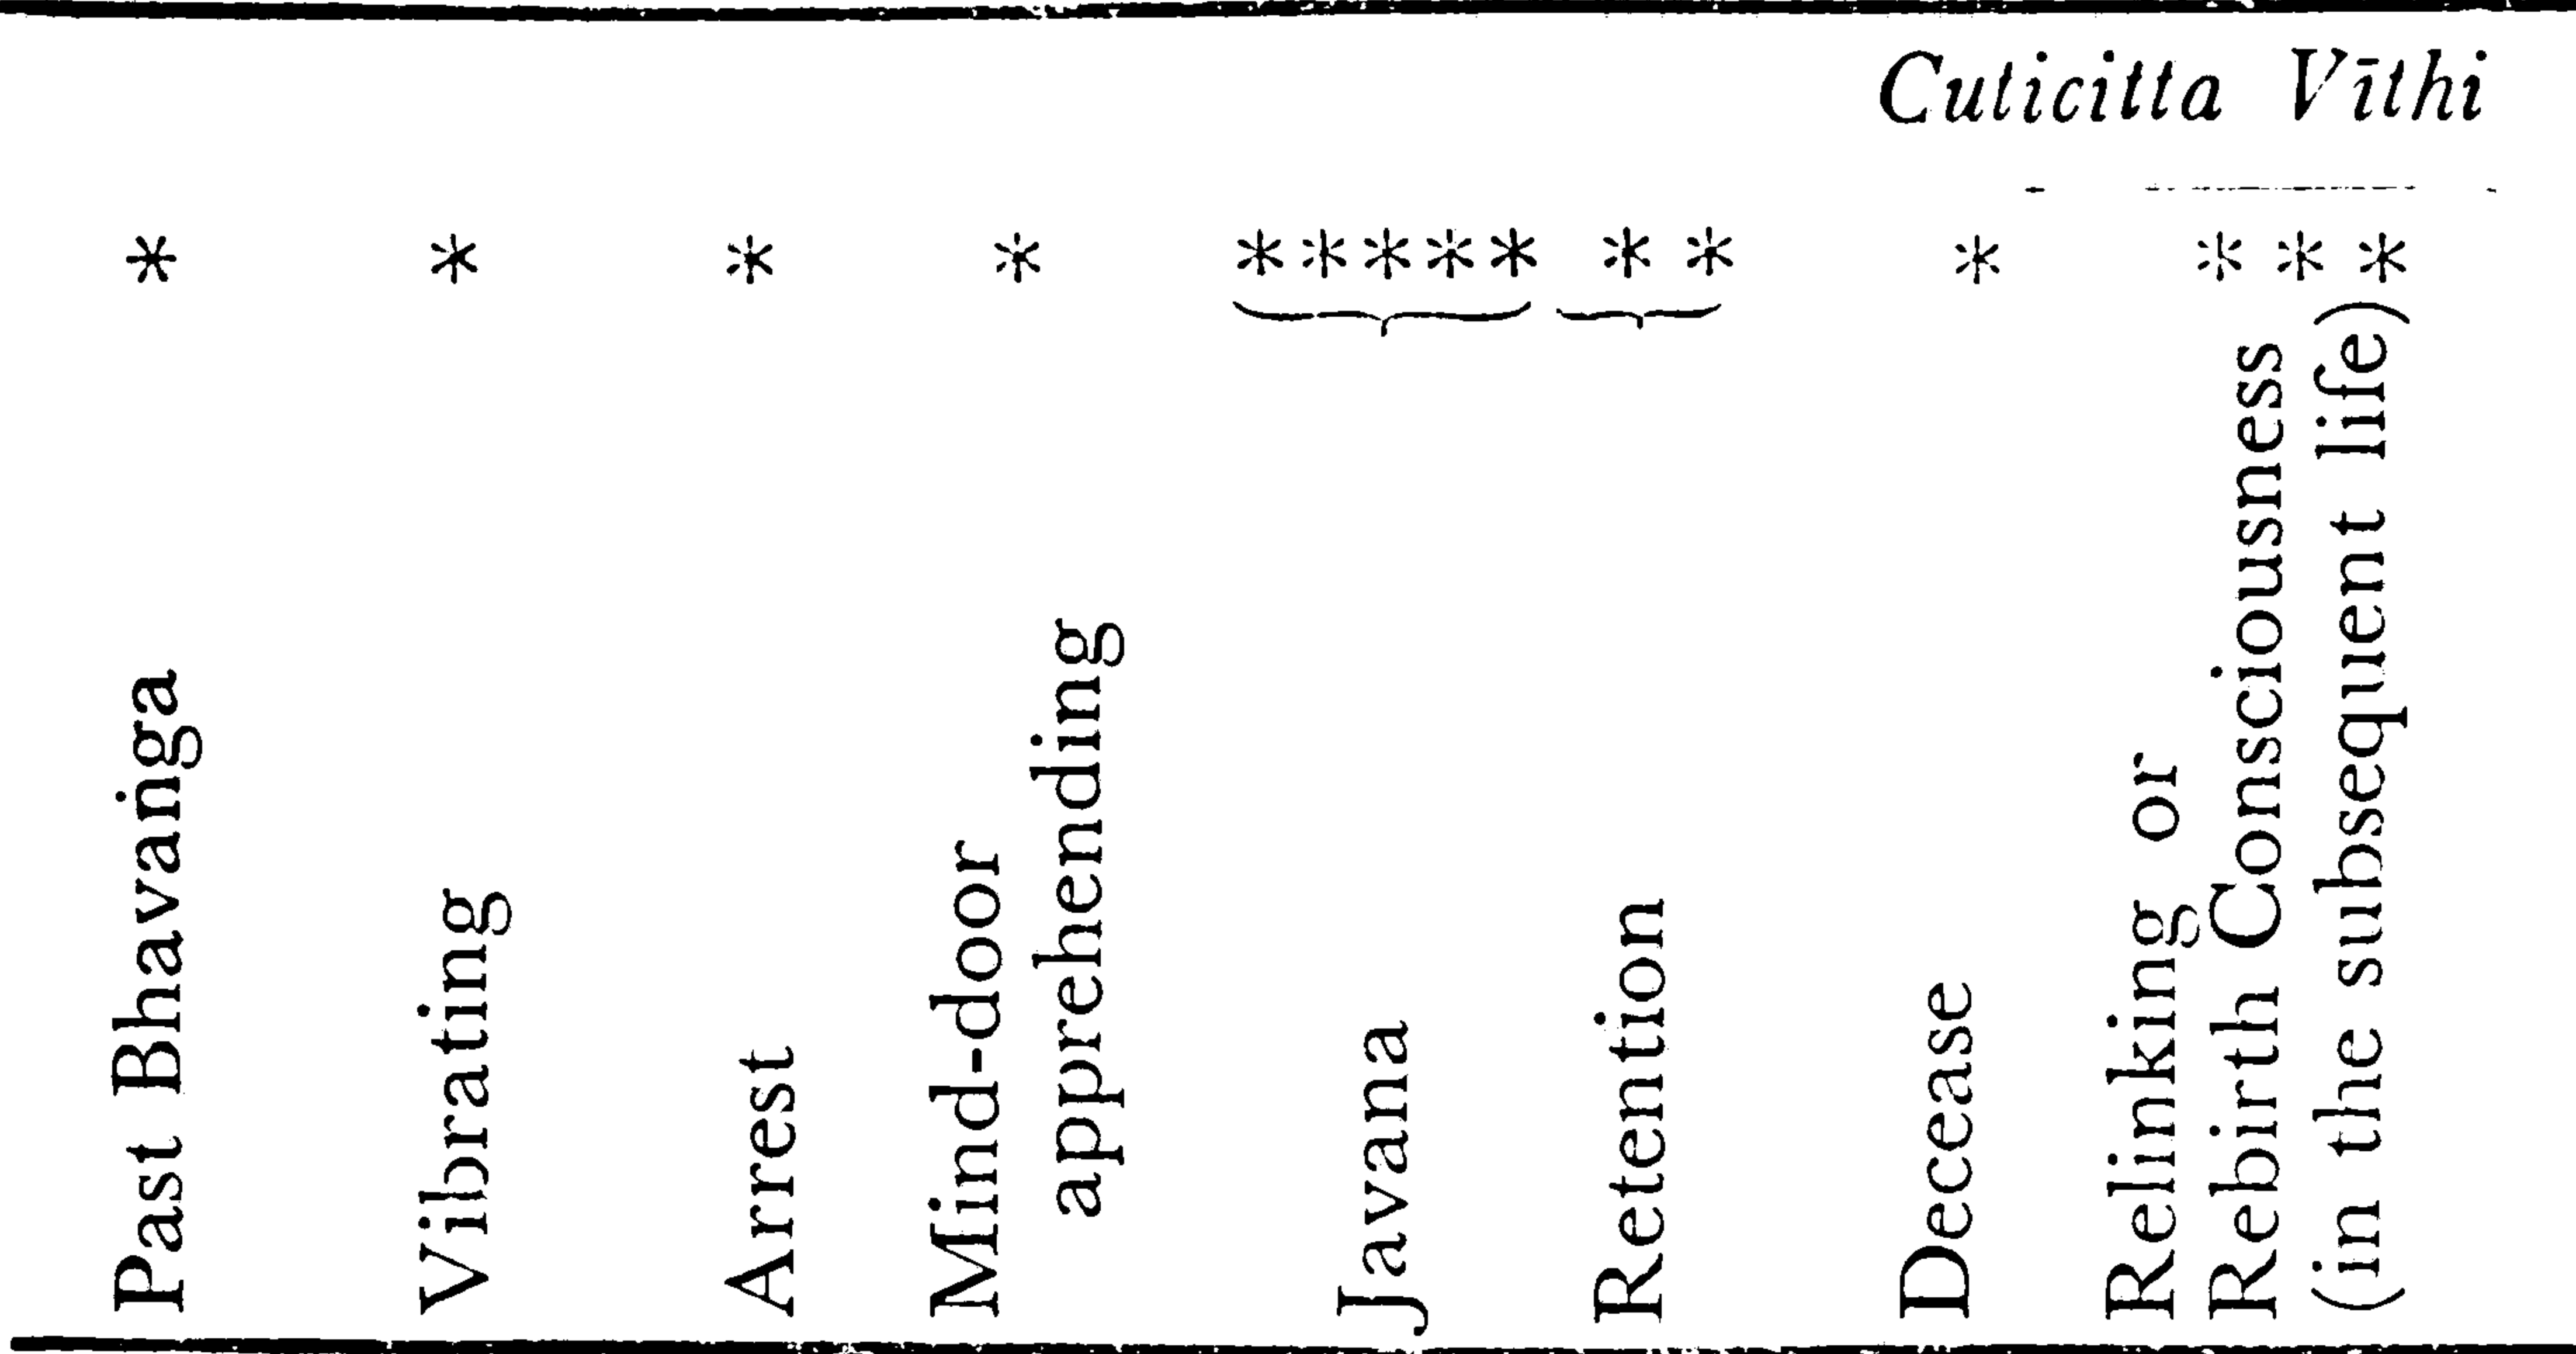 Cuticitta Vīthi
* * * * ***** * * * * * *
Past Bhavaṅga
Vibrating
Arrest
Mind-door
apprehending
Javana
Retention
Decease
Relinking or
Rebirth Consciousness
(in the subsequent life)